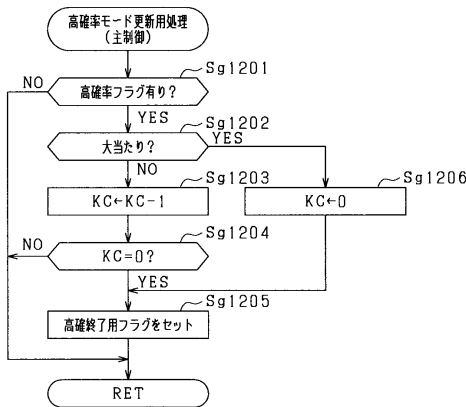 高確率モード更新用処理
(主制御)
Sg1201
高確率フラグ有り?
NO
YES
Sg1202
大当たり?
YES
NO
Sg1203
KC←KC-1
Sg1206
KC←0
Sg1204
KC=0?
NO
YES
Sg1205
高確終了用フラグをセット
RET